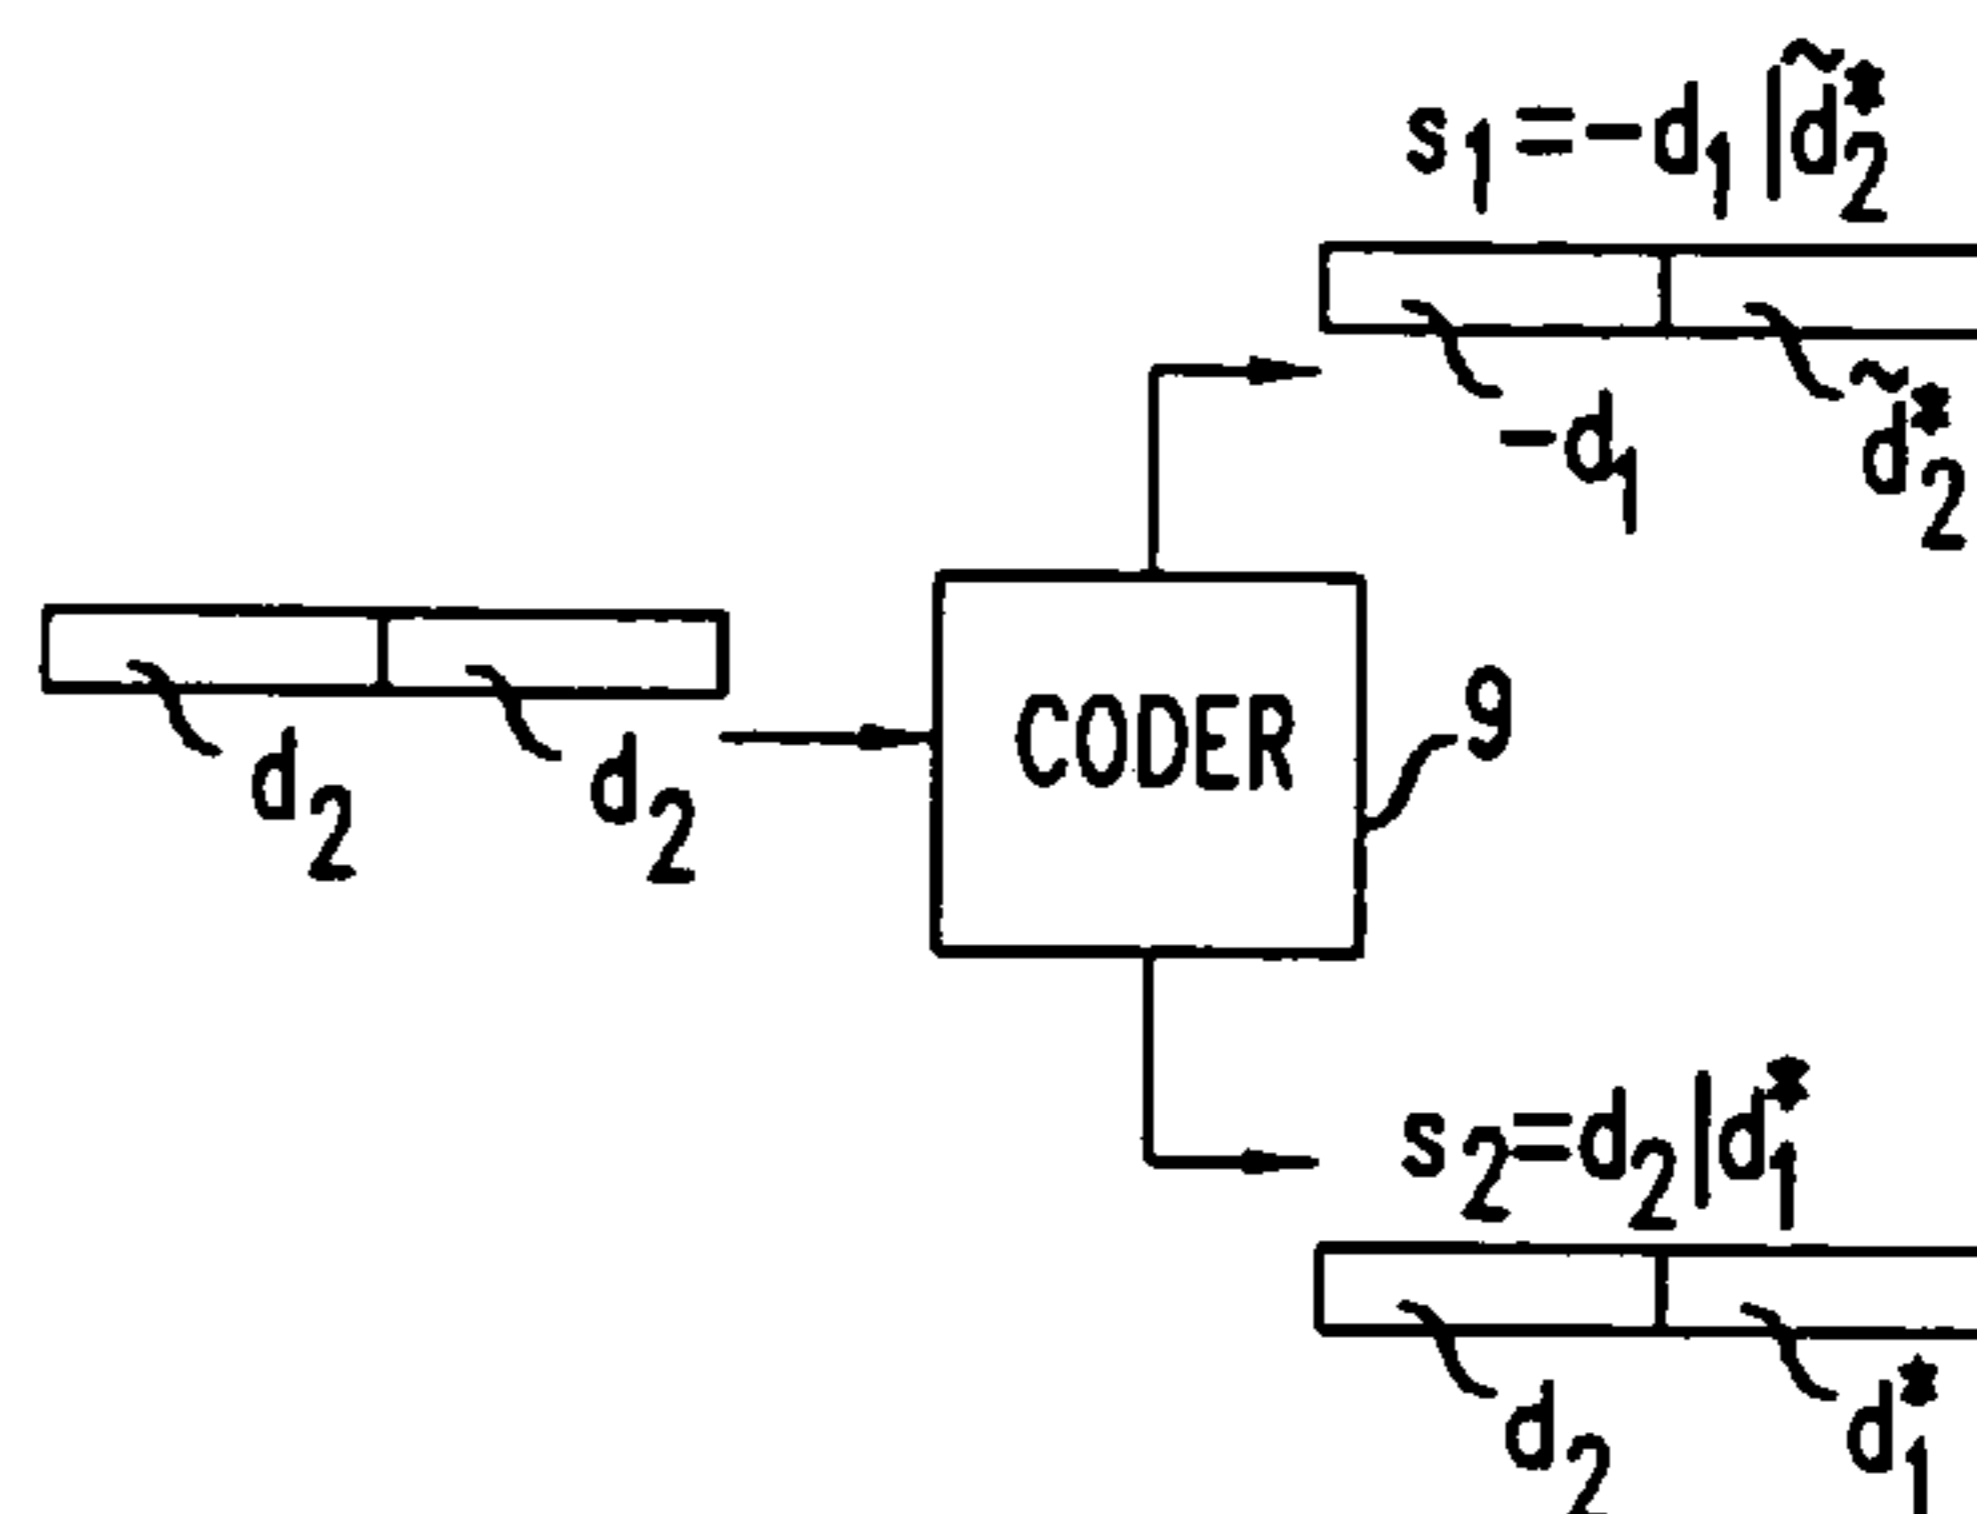 s₁=-d₁|d̃₂*
-d₁
d̃₂*
d₂
d₂
CODER
9
s₂=d₂|d₁*
d₂
d₁*